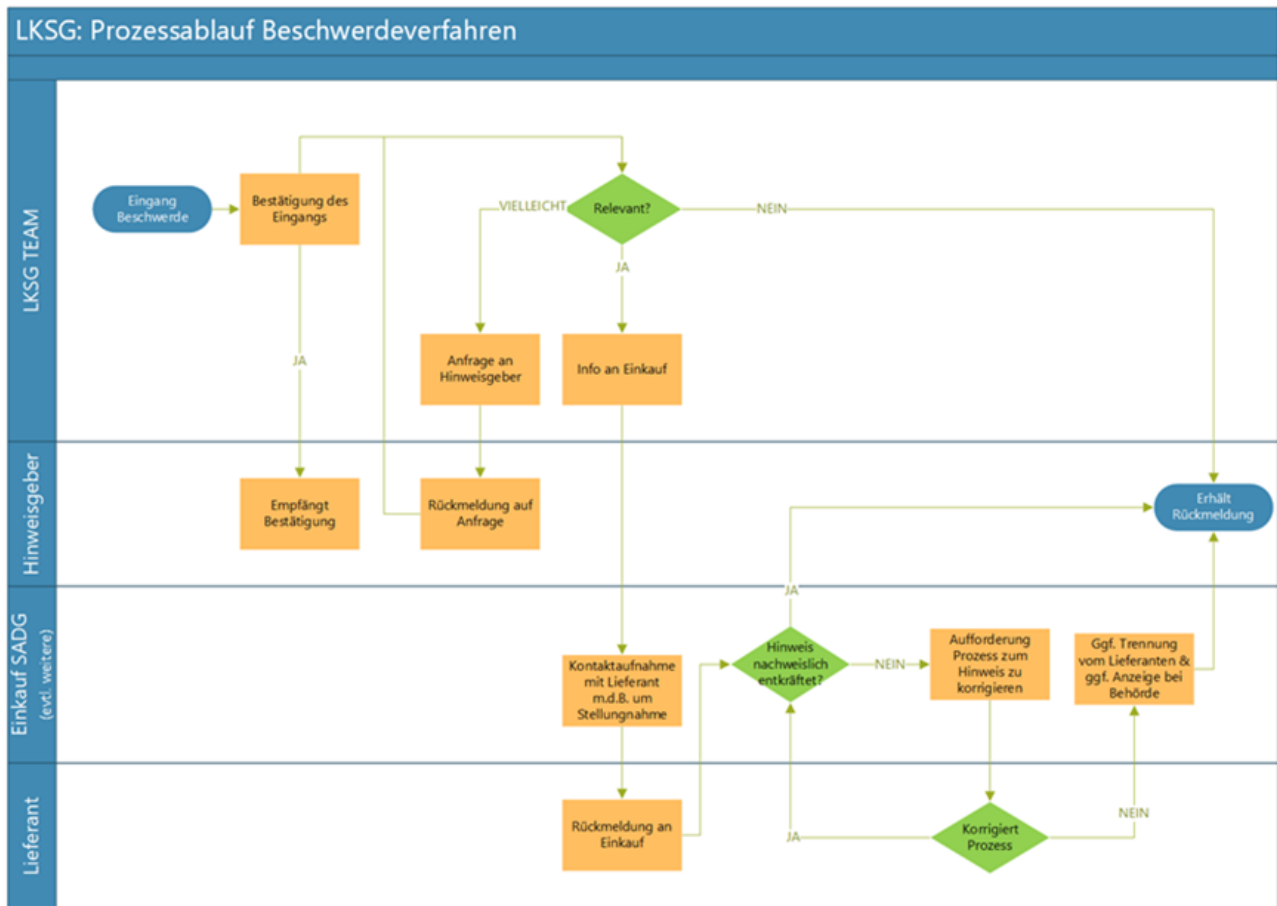 LKSG: Prozessablauf Beschwerdeverfahren
LKSG TEAM
Eingang
Beschwerde
Bestätigung des
Eingangs
VIELLEICHT
Relevant?
NEIN
JA
JA
Anfrage an
Hinweisgeber
Info an Einkauf
Hinweisgeber
Empfängt
Bestätigung
Rückmeldung auf
Anfrage
Erhält
Rückmeldung
Einkauf SADG
(evtl. weitere)
JA
Kontaktaufnahme
mit Lieferant
m.d.B. um
Stellungnahme
Hinweis
nachweislich
entkräftet?
NEIN
Aufforderung
Prozess zum
Hinweis zu
korrigieren
Ggf. Trennung
vom Lieferanten &
ggf. Anzeige bei
Behörde
Lieferant
Rückmeldung an
Einkauf
JA
Korrigiert
Prozess
NEIN